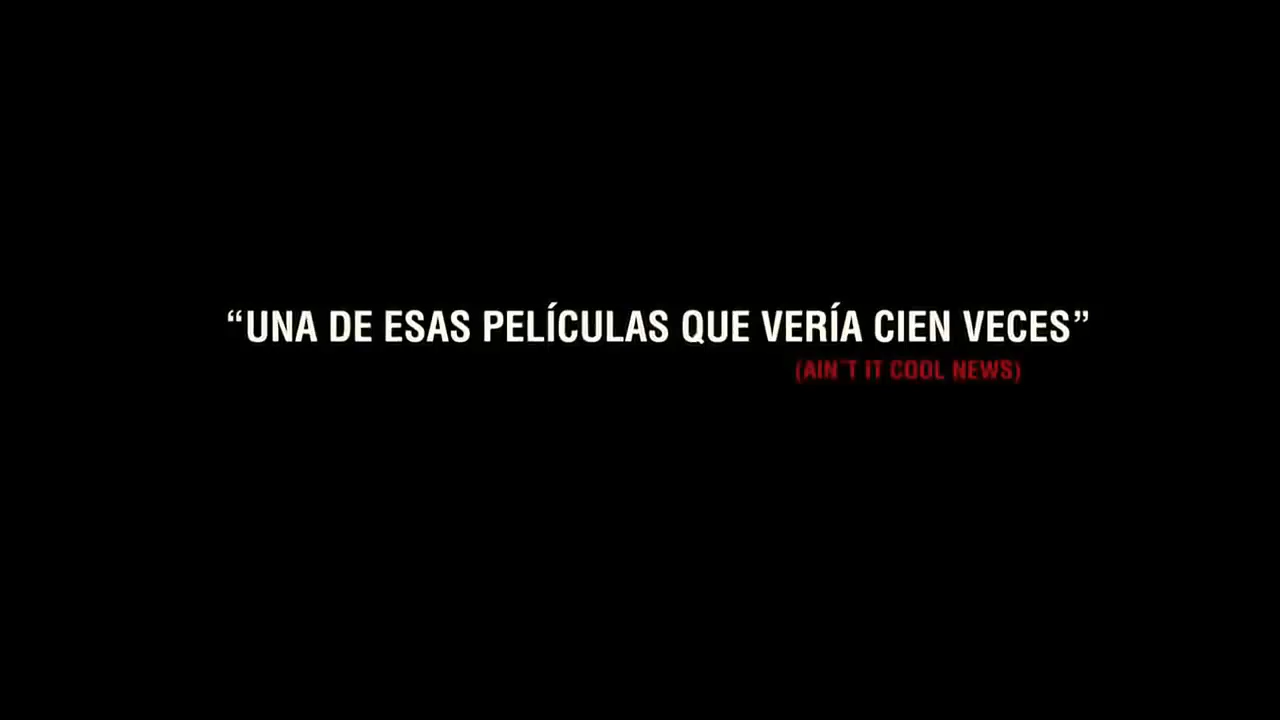 “UNA DE ESAS PELÍCULAS QUE VERÍA CIEN VECES”
(AIN´T IT COOL NEWS)